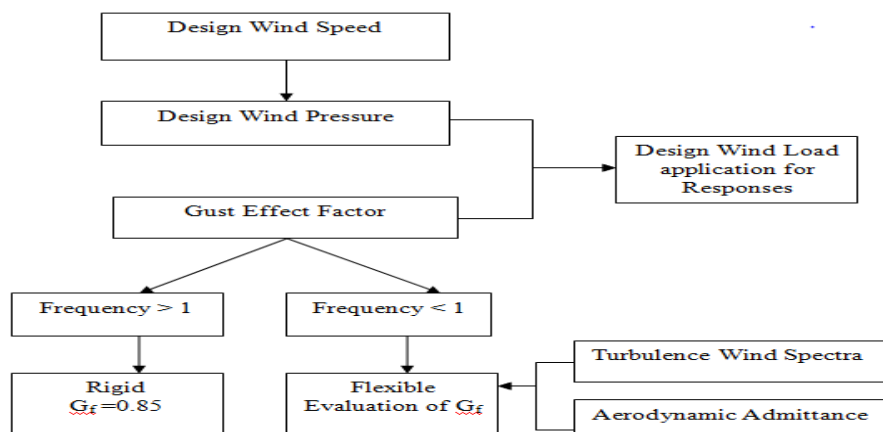 Design Wind Speed
Design Wind Pressure
Design Wind Load
application for
Responses
Gust Effect Factor
Frequency > 1
Frequency < 1
Rigid
Gf =0.85
Flexible
Evaluation of Gf
Turbulence Wind Spectra
Aerodynamic Admittance